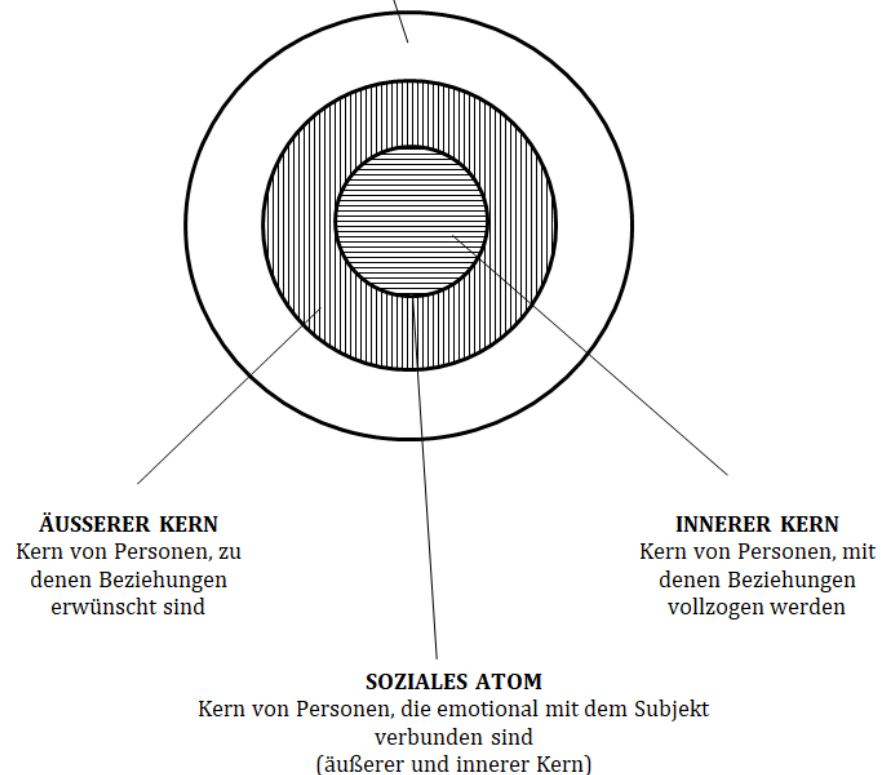 ÄUSSERER KERN
Kern von Personen, zu
denen Beziehungen
erwünscht sind
INNERER KERN
Kern von Personen, mit
denen Beziehungen
vollzogen werden
SOZIALES ATOM
Kern von Personen, die emotional mit dem Subjekt
verbunden sind
(äußerer und innerer Kern)